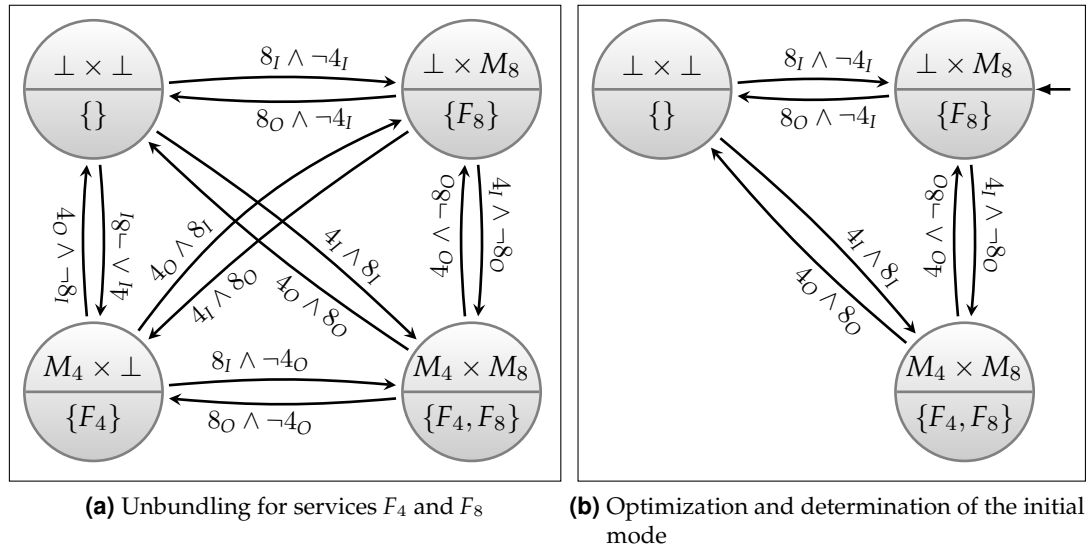 ⊥ × ⊥
{}
8_I ∧ ¬4_I
8_O ∧ ¬4_I
⊥ × M_8
{F_8}
4_O ∧ ¬8_I
4_I ∧ ¬8_I
4_O ∧ 8_I
4_I ∧ 8_O
4_I ∧ 8_I
4_O ∧ 8_O
4_O ∧ ¬8_O
4_I ∧ ¬8_O
M_4 × ⊥
{F_4}
8_I ∧ ¬4_O
8_O ∧ ¬4_O
M_4 × M_8
{F_4, F_8}
(a) Unbundling for services F_4 and F_8
⊥ × ⊥
{}
8_I ∧ ¬4_I
8_O ∧ ¬4_I
⊥ × M_8
{F_8}
4_I ∧ 8_I
4_O ∧ 8_O
4_O ∧ ¬8_O
4_I ∧ ¬8_O
M_4 × M_8
{F_4, F_8}
(b) Optimization and determination of the initial
mode